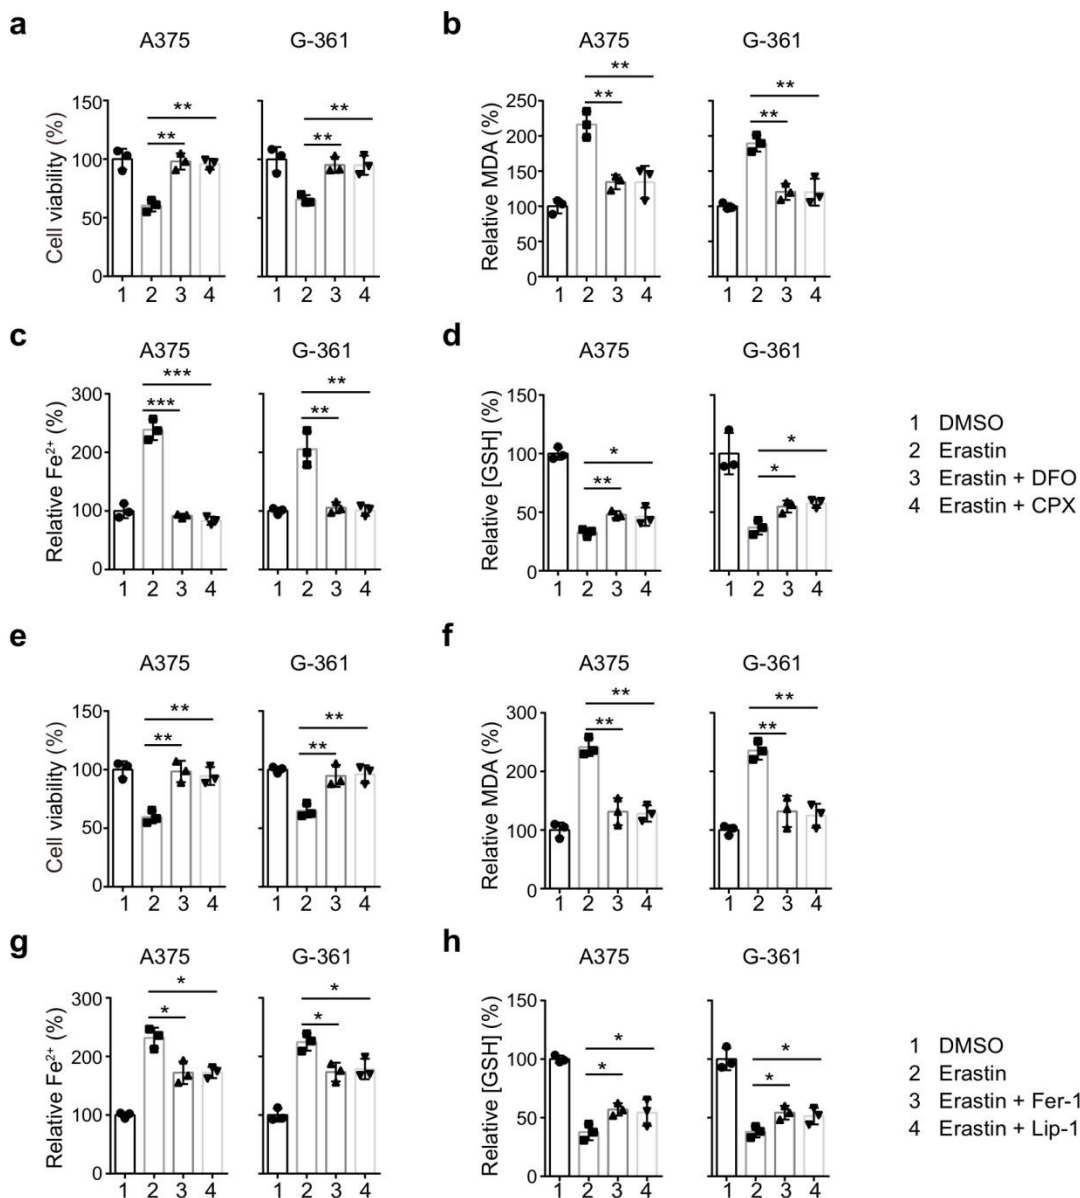 a
A375
G-361
Cell viability (%)
150
100
50
0
**
**
**
**
1 2 3 4
1 2 3 4
b
A375
G-361
Relative MDA (%)
250
200
150
100
50
0
**
**
**
**
1 2 3 4
1 2 3 4
c
A375
G-361
Relative Fe²⁺ (%)
300
200
100
0
***
***
**
**
1 2 3 4
1 2 3 4
d
A375
G-361
Relative [GSH] (%)
150
100
50
0
*
**
*
*
1 2 3 4
1 2 3 4
1 DMSO
2 Erastin
3 Erastin + DFO
4 Erastin + CPX
e
A375
G-361
Cell viability (%)
150
100
50
0
**
**
**
**
1 2 3 4
1 2 3 4
f
A375
G-361
Relative MDA (%)
300
200
100
0
**
**
**
**
1 2 3 4
1 2 3 4
g
A375
G-361
Relative Fe²⁺ (%)
300
200
100
0
*
*
*
*
1 2 3 4
1 2 3 4
h
A375
G-361
Relative [GSH] (%)
150
100
50
0
*
*
*
*
1 2 3 4
1 2 3 4
1 DMSO
2 Erastin
3 Erastin + Fer-1
4 Erastin + Lip-1